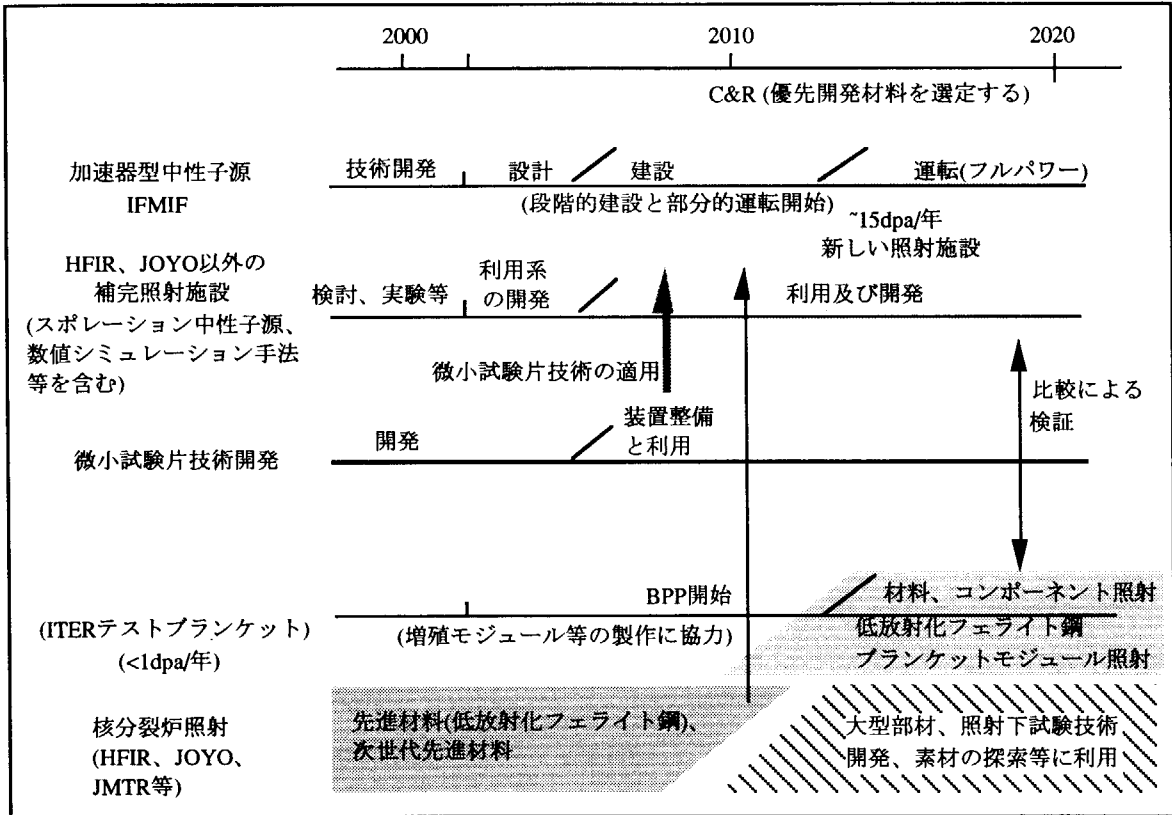 2000 2010 2020
C&R (優先開発材料を選定する)
加速器型中性子源
IFMIF
技術開発 設計 建設 運転(フルパワー)
(段階的建設と部分的運転開始)
~15dpa/年
新しい照射施設
HFIR、JOYO以外の
補完照射施設
(スポレーション中性子源、
数値シミュレーション手法
等を含む)
検討、実験等
利用系
の開発
利用及び開発
微小試験片技術の適用
比較による
検証
微小試験片技術開発
開発
装置整備
と利用
BPP開始
材料、コンポーネント照射
(ITERテストブランケット)
(<1dpa/年)
(増殖モジュール等の製作に協力)
低放射化フェライト鋼
ブランケットモジュール照射
核分裂炉照射
(HFIR、JOYO、
JMTR等)
先進材料(低放射化フェライト鋼)、
次世代先進材料
大型部材、照射下試験技術
開発、素材の探索等に利用